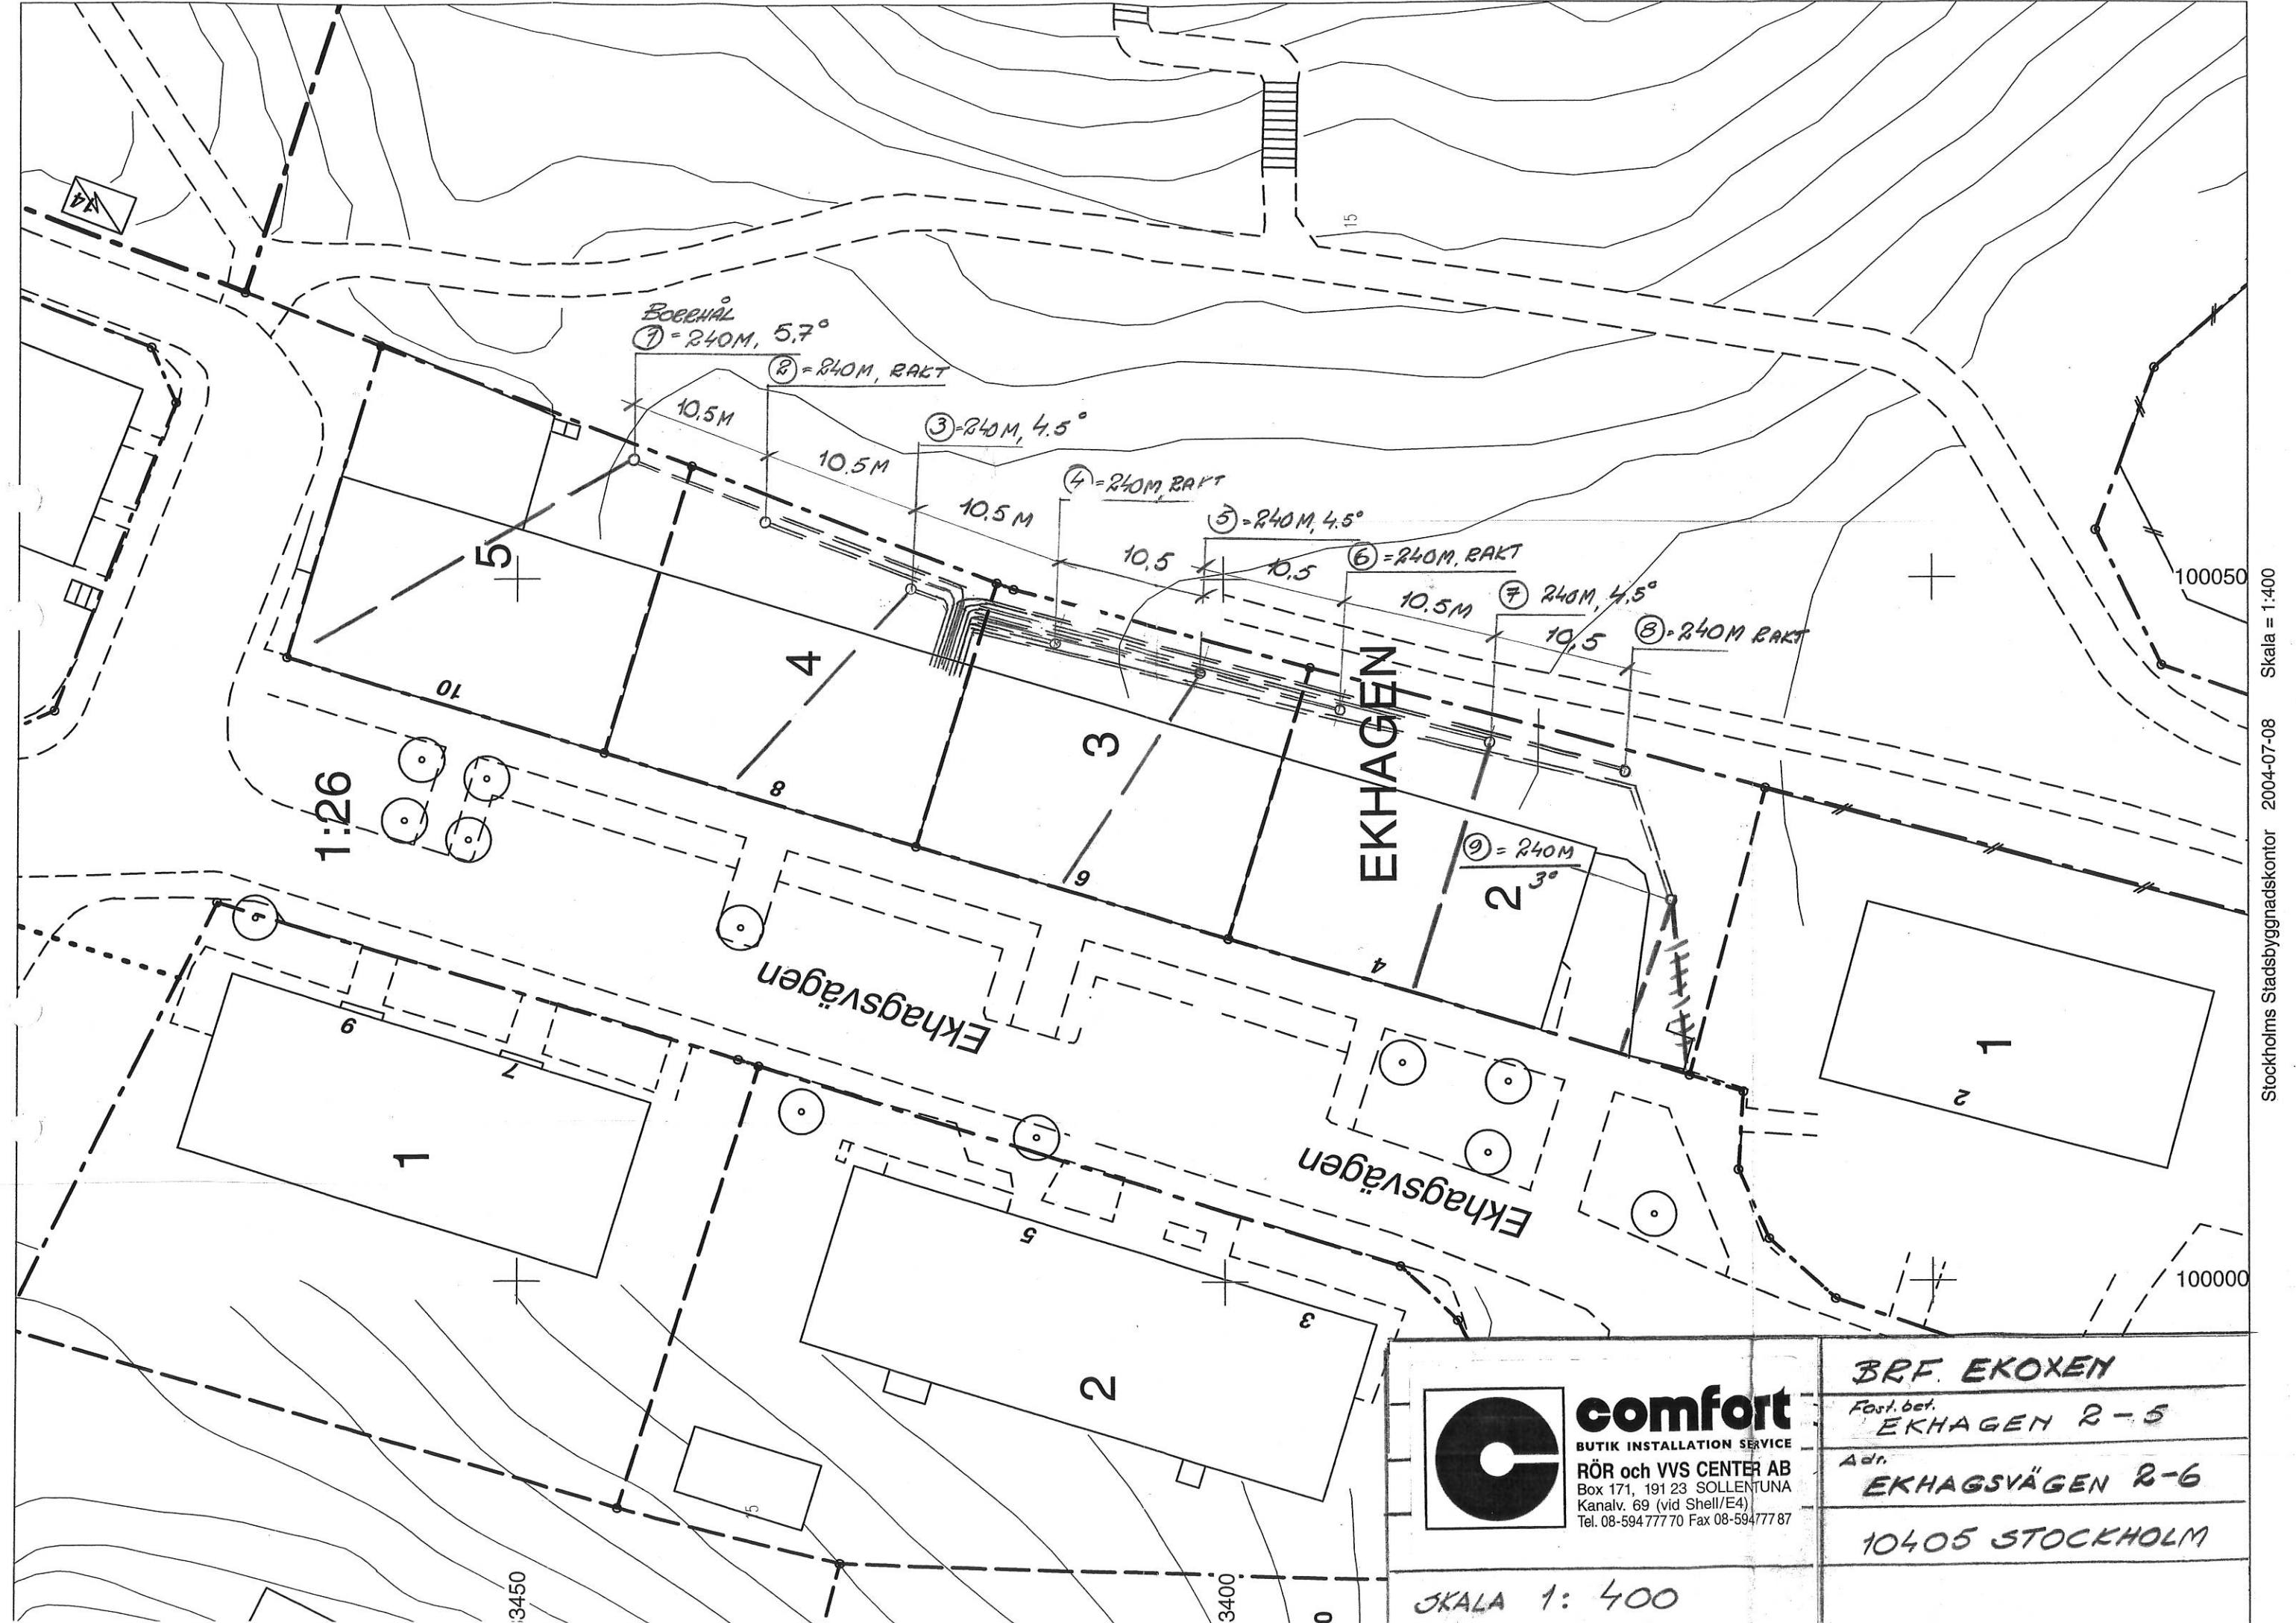 14
15
BORRHÅL
① = 240M, 5,7°
② = 240M, RAKT
③ = 240M, 4.5°
④ = 240M, RAKT
⑤ = 240M, 4.5°
⑥ = 240M, RAKT
⑦ 240M, 4,5°
⑧ = 240M RAKT
⑨ = 240M
3°
10.5M
10.5M
10.5M
10.5
10.5
10.5M
10,5
5
4
3
2
EKHAGEN
10
8
6
4
1:26
Ekhagsvägen
Ekhagsvägen
9
7
1
5
3
2
1
2
15
100050
100000
3450
3400
0
Stockholms Stadsbyggnadskontor 2004-07-08 Skala = 1:400
comfort
BUTIK INSTALLATION SERVICE
RÖR och VVS CENTER AB
Box 171, 191 23 SOLLENTUNA
Kanalv. 69 (vid Shell/E4)
Tel. 08-594 777 70 Fax 08-594 777 87
SKALA 1: 400
BRF. EKOXEN
Fast. bet.
EKHAGEN 2-5
Adr.
EKHAGSVÄGEN 2-6
10405 STOCKHOLM